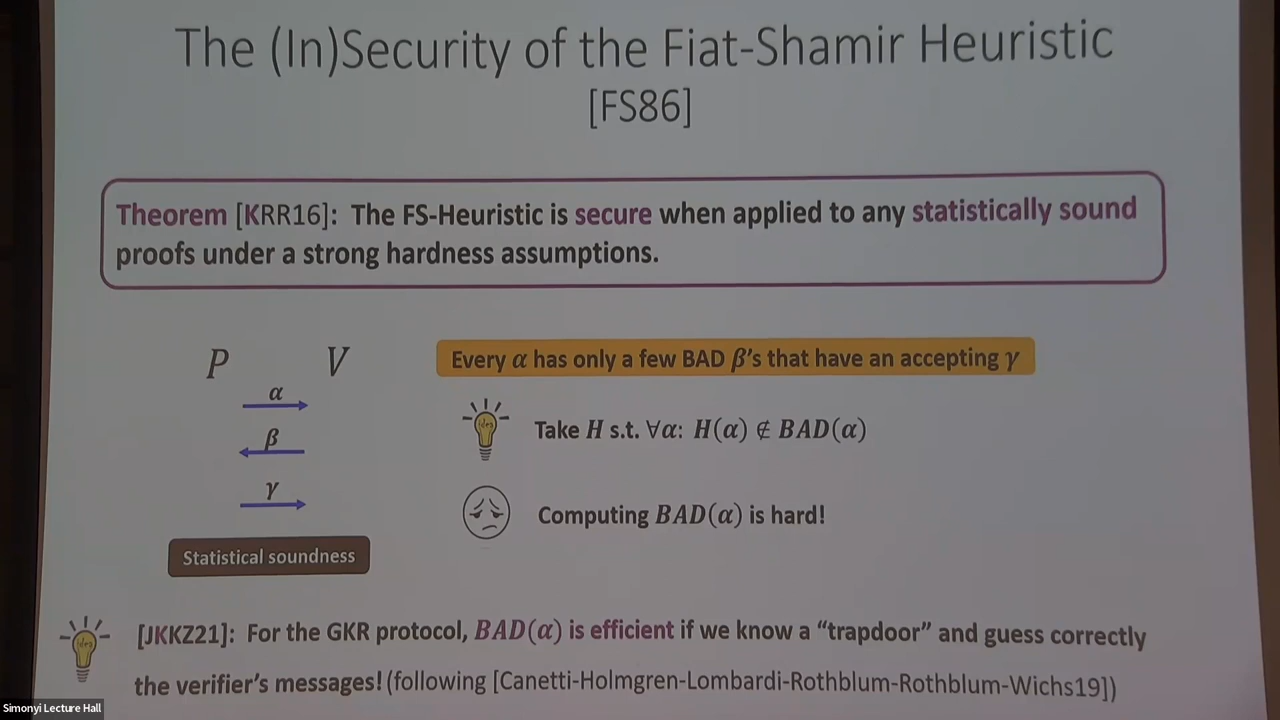 The (In)Security of the Fiat-Shamir Heuristic
[FS86]
Theorem [KRR16]: The FS-Heuristic is secure when applied to any statistically sound
proofs under a strong hardness assumptions.
P V
α
β
γ
Statistical soundness
Every α has only a few BAD β's that have an accepting γ
Take H s.t. ∀α: H(α) ∉ BAD(α)
Computing BAD(α) is hard!
[JKKZ21]: For the GKR protocol, BAD(α) is efficient if we know a “trapdoor” and guess correctly
the verifier's messages! (following [Canetti-Holmgren-Lombardi-Rothblum-Rothblum-Wichs19])
Simonyi Lecture Hall